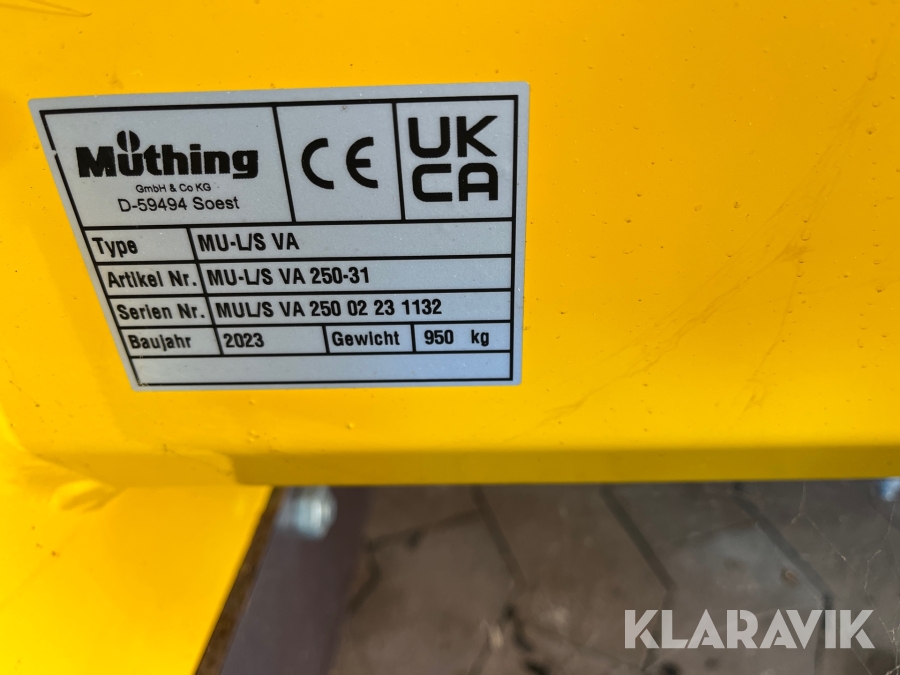 Müthing
GmbH & Co KG
D-59494 Soest
CE
UK
CA
Type MU-L/S VA
Artikel Nr. MU-L/S VA 250-31
Serien Nr. MUL/S VA 250 02 23 1132
Baujahr 2023 Gewicht 950 kg
KLARAVIK